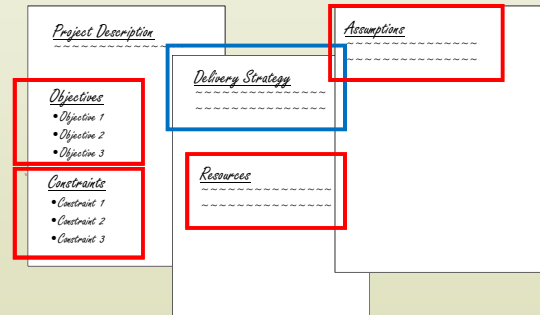 Project Description
Objectives
• Objective 1
• Objective 2
• Objective 3
Constraints
• Constraint 1
• Constraint 2
• Constraint 3
Delivery Strategy
Resources
Assumptions